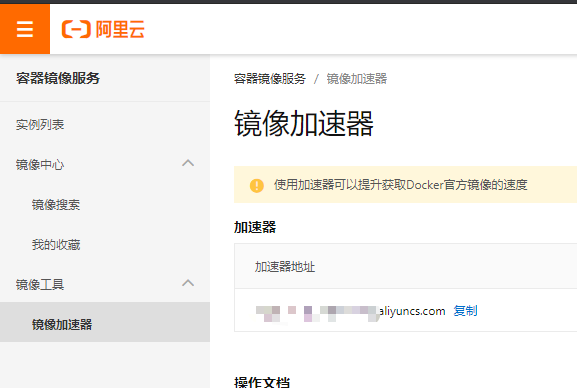 阿里云
容器镜像服务
容器镜像服务 / 镜像加速器
实例列表
镜像加速器
镜像中心
使用加速器可以提升获取Docker官方镜像的速度
镜像搜索
加速器
我的收藏
加速器地址
镜像工具
aliyuncs.com 复制
镜像加速器
操作文档